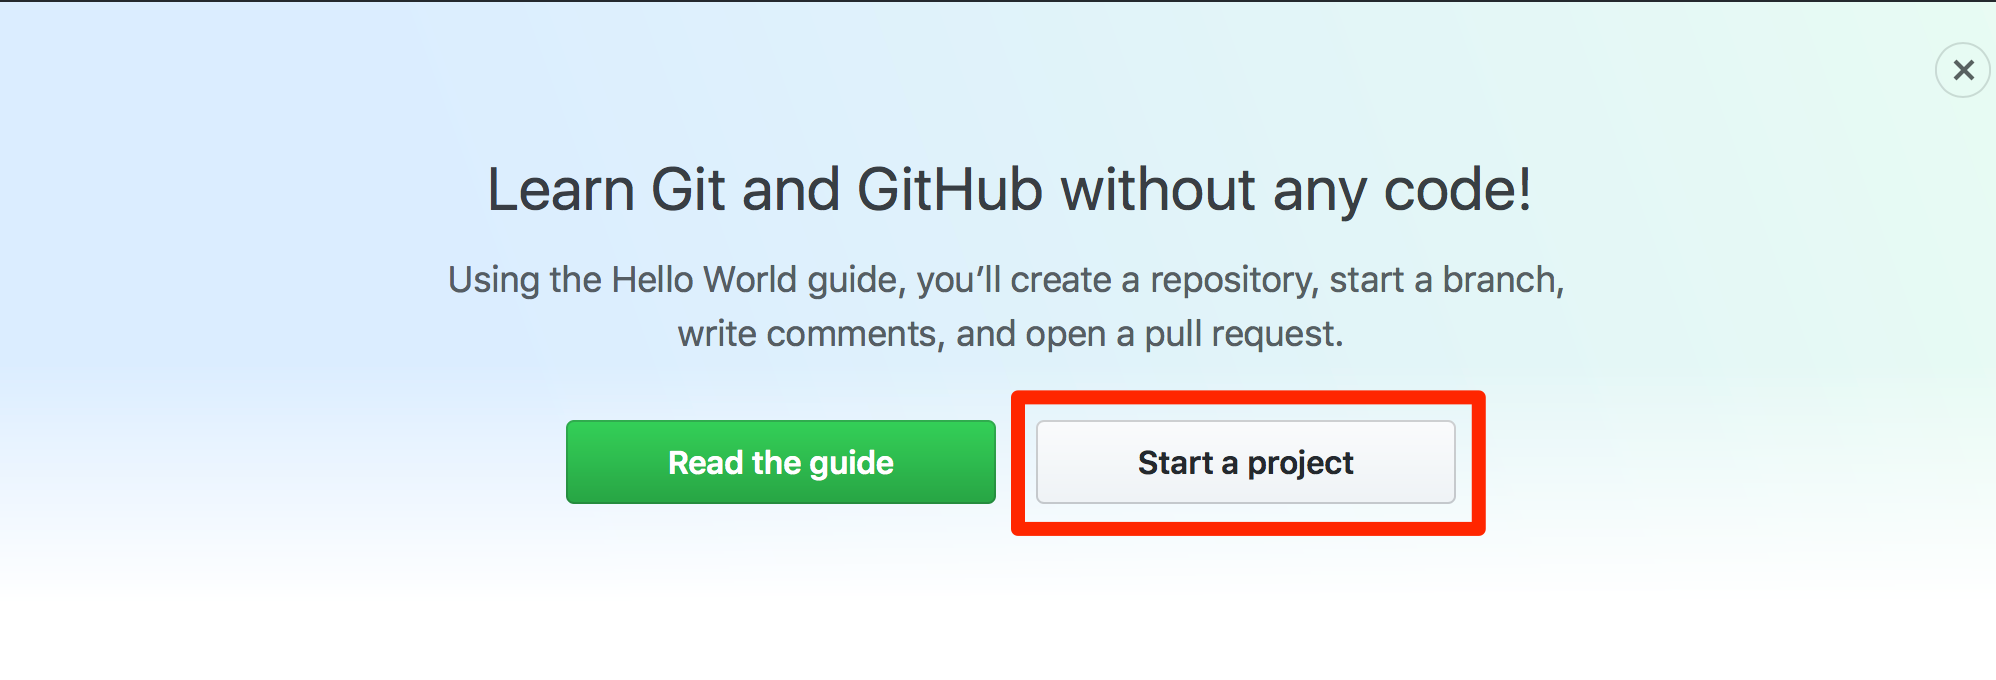 Learn Git and GitHub without any code!
Using the Hello World guide, you’ll create a repository, start a branch,
write comments, and open a pull request.
Read the guide
Start a project